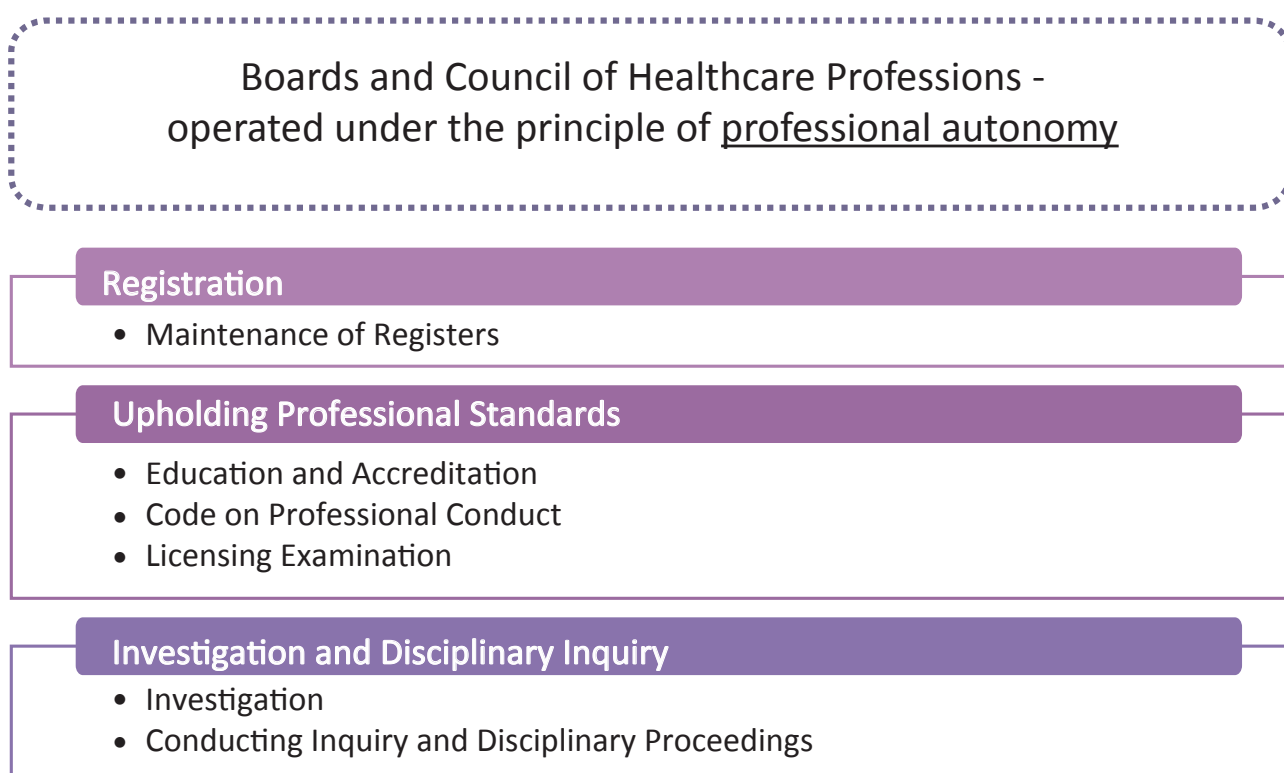 Boards and Council of Healthcare Professions -
operated under the principle of professional autonomy
Registration
• Maintenance of Registers
Upholding Professional Standards
• Education and Accreditation
• Code on Professional Conduct
• Licensing Examination
Investigation and Disciplinary Inquiry
• Investigation
• Conducting Inquiry and Disciplinary Proceedings